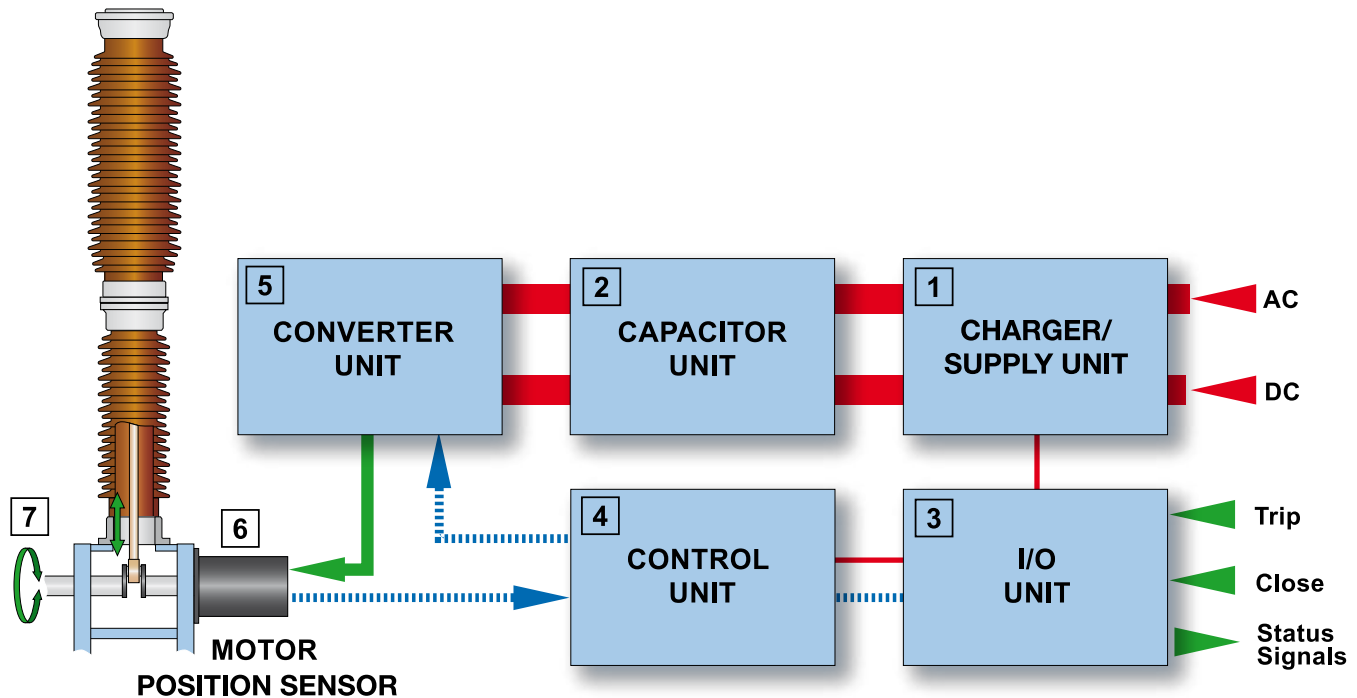 5
CONVERTER
UNIT
2
CAPACITOR
UNIT
1
CHARGER/
SUPPLY UNIT
AC
DC
7
6
4
CONTROL
UNIT
3
I/O
UNIT
Trip
Close
Status
Signals
MOTOR
POSITION SENSOR